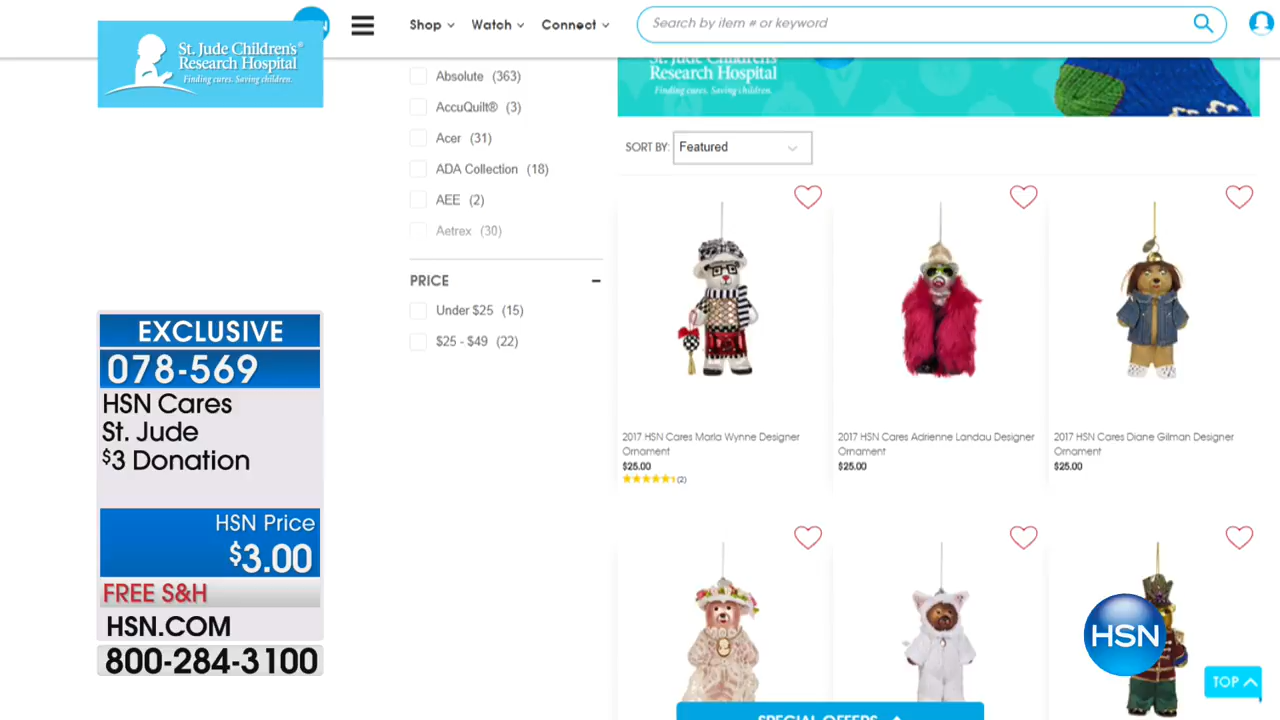 St. Jude Children's®
Research Hospital
Finding cures. Saving children.
Shop
Watch
Connect
Search by item # or keyword
Absolute (363)
AccuQuilt® (3)
Acer (31)
ADA Collection (18)
AEE (2)
Aetrex (30)
PRICE
Under $25 (15)
$25 - $49 (22)
Research Hospital
Finding cures. Saving children.
SORT BY: Featured
2017 HSN Cares Marla Wynne Designer
Ornament
$25.00
(2)
2017 HSN Cares Adrienne Landau Designer
Ornament
$25.00
2017 HSN Cares Diane Gilman Designer
Ornament
$25.00
EXCLUSIVE
078-569
HSN Cares
St. Jude
$3 Donation
HSN Price
$3.00
FREE S&H
HSN.COM
800-284-3100
HSN
TOP
SPECIAL OFFERS